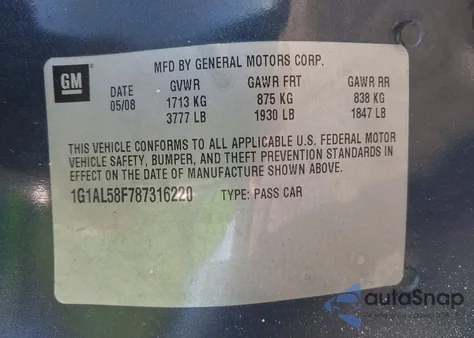 GM
MFD BY GENERAL MOTORS CORP.
DATE GVWR GAWR FRT GAWR RR
05/08 1713 KG 875 KG 838 KG
3777 LB 1930 LB 1847 LB
THIS VEHICLE CONFORMS TO ALL APPLICABLE U.S. FEDERAL MOTOR
VEHICLE SAFETY, BUMPER, AND THEFT PREVENTION STANDARDS IN
EFFECT ON THE DATE OF MANUFACTURE SHOWN ABOVE.
1G1AL58F787316220 TYPE: PASS CAR
autoSnap